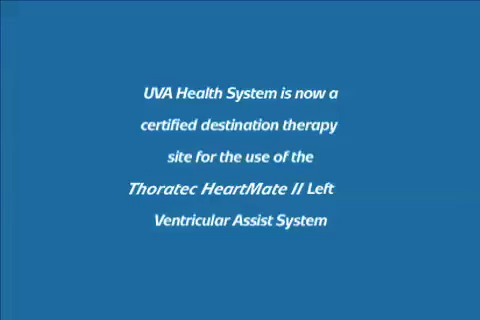 UVA Health System is now a
certified destination therapy
site for the use of the
Thoratec HeartMate II Left
Ventricular Assist System